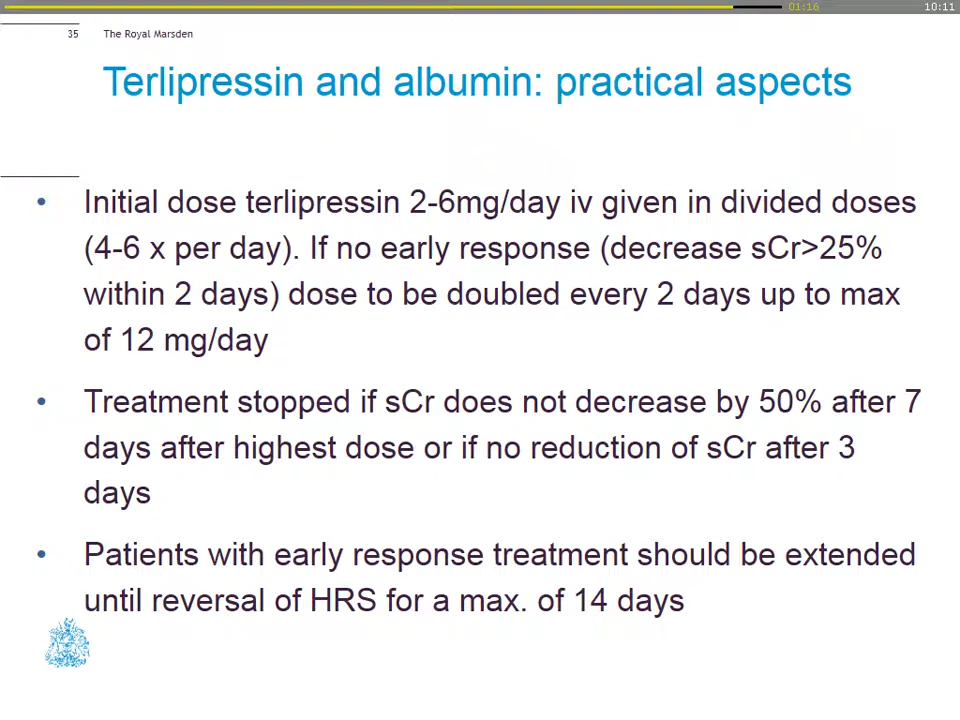 01:16
10:11
35 The Royal Marsden
Terlipressin and albumin: practical aspects
• Initial dose terlipressin 2-6mg/day iv given in divided doses
(4-6 x per day). If no early response (decrease sCr>25%
within 2 days) dose to be doubled every 2 days up to max
of 12 mg/day
• Treatment stopped if sCr does not decrease by 50% after 7
days after highest dose or if no reduction of sCr after 3
days
• Patients with early response treatment should be extended
until reversal of HRS for a max. of 14 days